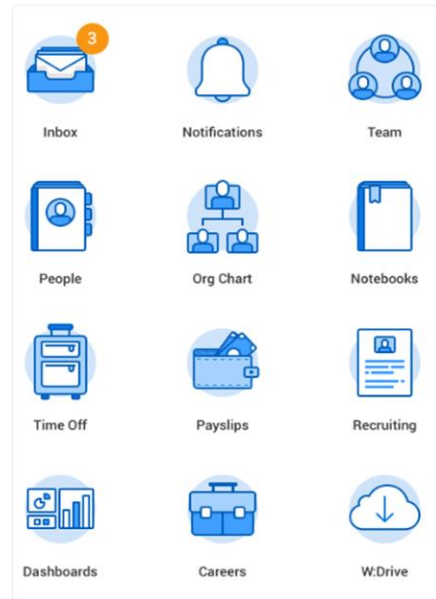 3
Inbox
Notifications
Team
People
Org Chart
Notebooks
Time Off
Payslips
Recruiting
Dashboards
Careers
W:Drive